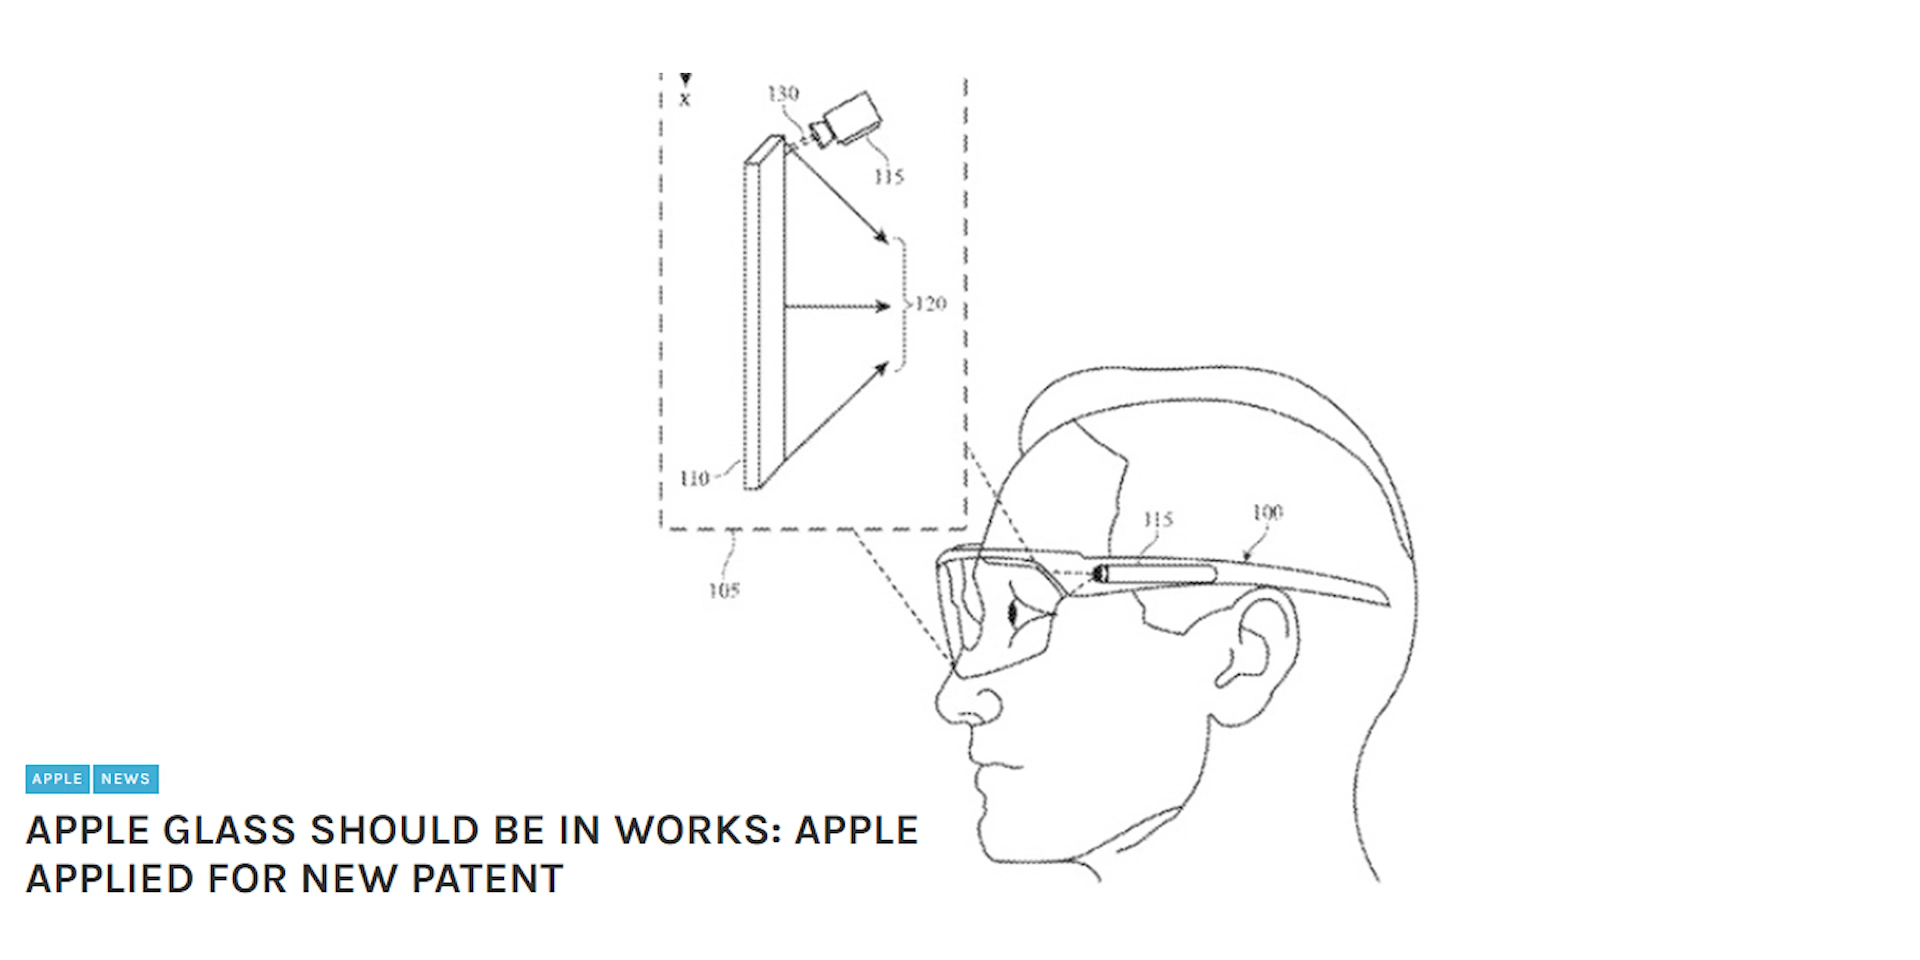 X
130
115
120
110
105
115
100
APPLE NEWS
APPLE GLASS SHOULD BE IN WORKS: APPLE
APPLIED FOR NEW PATENT